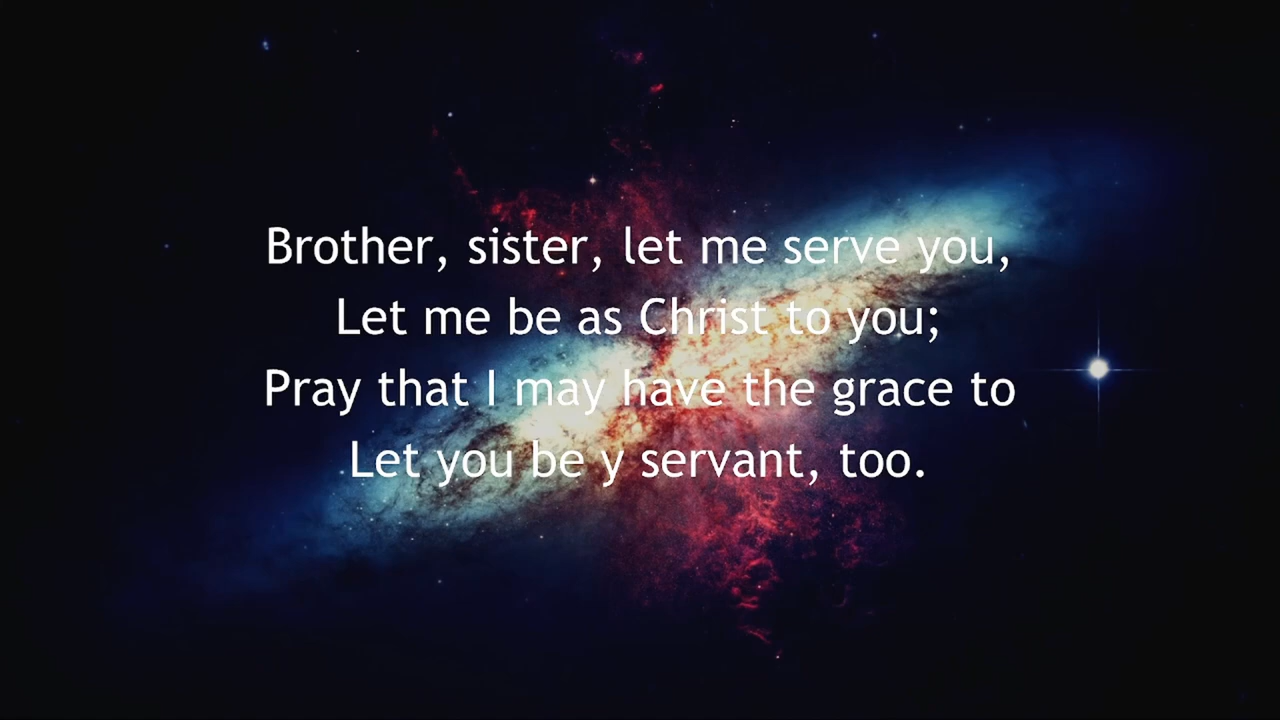 Brother, sister, let me serve you,
Let me be as Christ to you;
Pray that I may have the grace to
Let you be y servant, too.